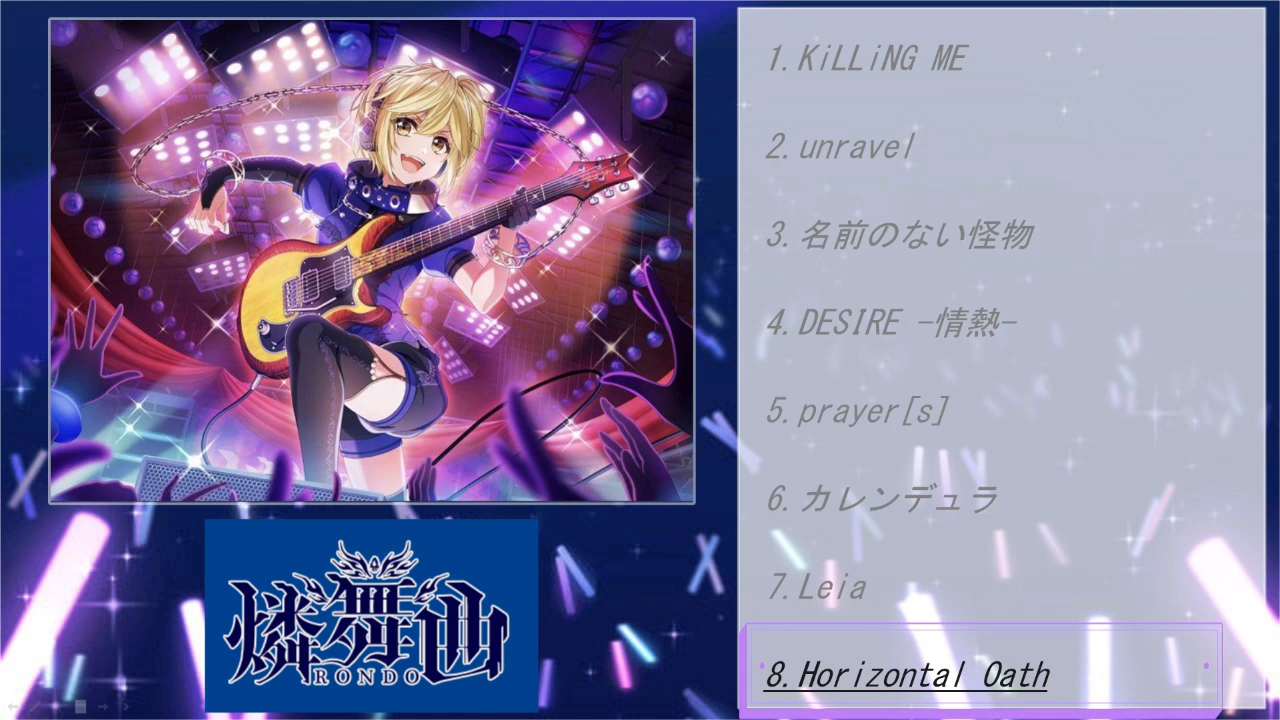 1.KiLLiNG ME
2.unravel
3.名前のない怪物
4.DESIRE -情熱-
5.prayer[s]
6.カレンデュラ
7.Leia
8.Horizontal Oath
燐舞曲
RONDO